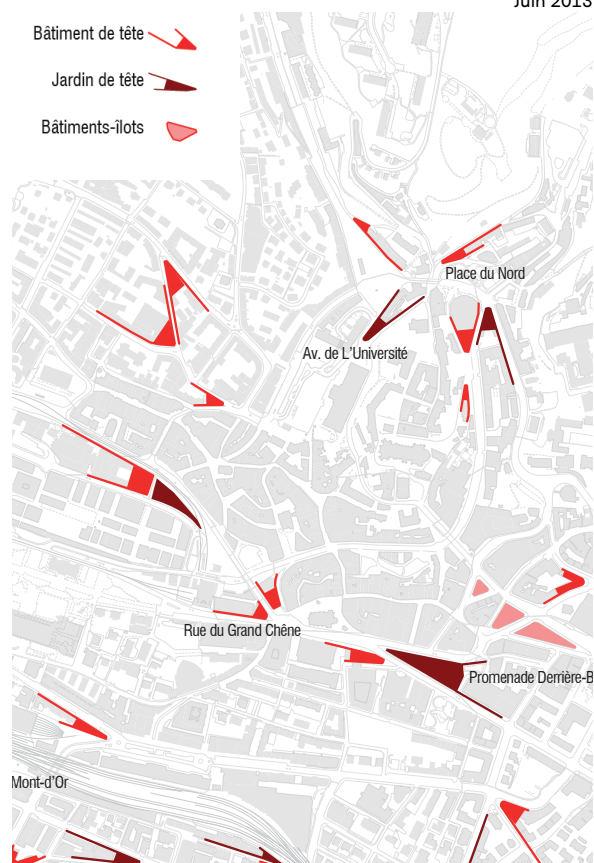 Juin 2013
Bâtiment de tête
Jardin de tête
Bâtiments-îlots
Place du Nord
Av. de L'Université
Rue du Grand Chêne
Promenade Derrière-B
Mont-d'Or